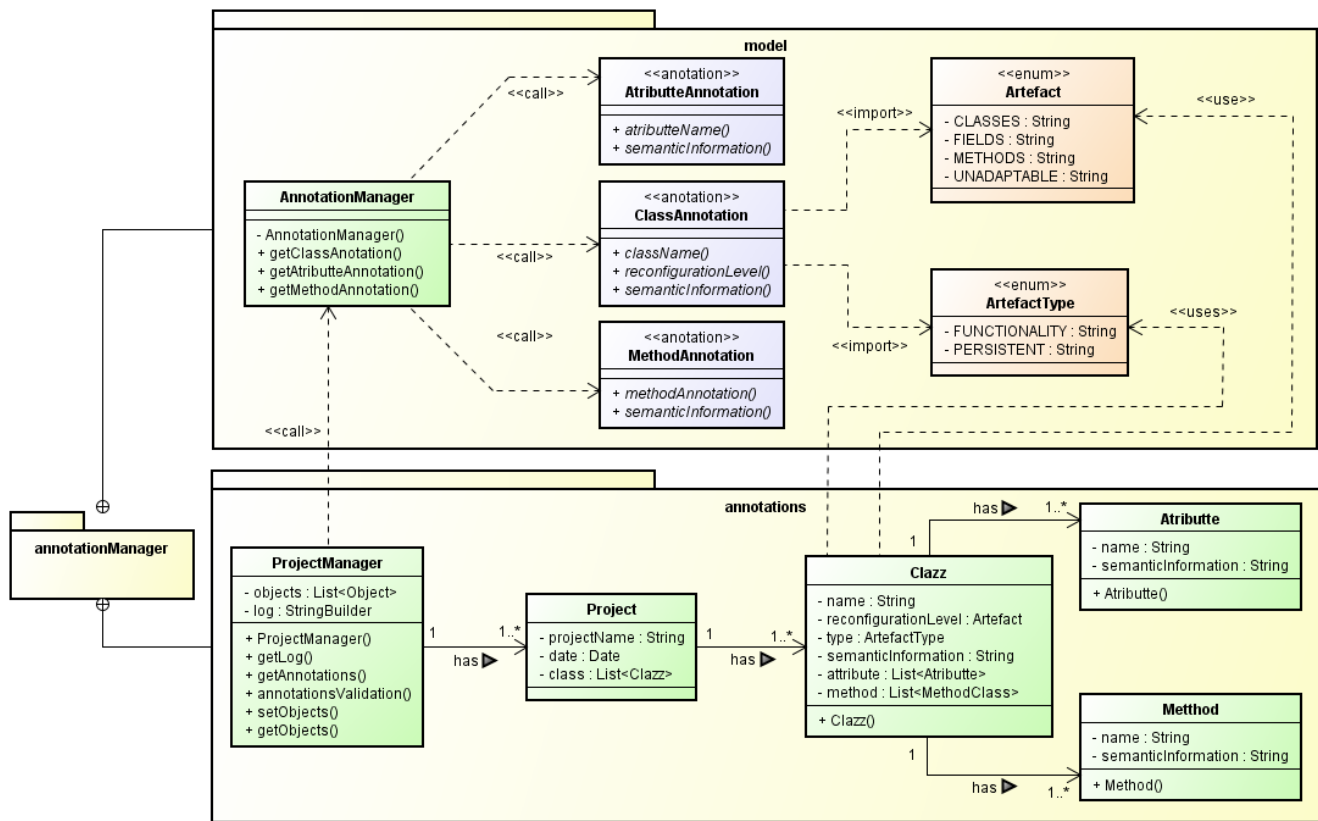 model
<<anotation>>
AtributteAnnotation
+ atributteName()
+ semanticInformation()
<<call>>
<<enum>>
Artefact
- CLASSES : String
- FIELDS : String
- METHODS : String
- UNADAPTABLE : String
<<import>>
<<use>>
AnnotationManager
- AnnotationManager()
+ getClassAnotation()
+ getAtributteAnnotation()
+ getMethodAnnotation()
<<call>>
<<anotation>>
ClassAnnotation
+ className()
+ reconfigurationLevel()
+ semanticInformation()
<<enum>>
ArtefactType
- FUNCTIONALITY : String
- PERSISTENT : String
<<import>>
<<uses>>
<<call>>
<<anotation>>
MethodAnnotation
+ methodAnnotation()
+ semanticInformation()
<<call>>
annotationManager
annotations
ProjectManager
- objects : List<Object>
- log : StringBuilder
+ ProjectManager()
+ getLog()
+ getAnnotations()
+ annotationsValidation()
+ setObjects()
+ getObjects()
1
has
1..*
Project
- projectName : String
- date : Date
- class : List<Clazz>
1
has
1..*
Clazz
- name : String
- reconfigurationLevel : Artefact
- type : ArtefactType
- semanticInformation : String
- attribute : List<Atributte>
- method : List<MethodClass>
+ Clazz()
1
has
1..*
Atributte
- name : String
- semanticInformation : String
+ Atributte()
1
has
1..*
Metthod
- name : String
- semanticInformation : String
+ Method()